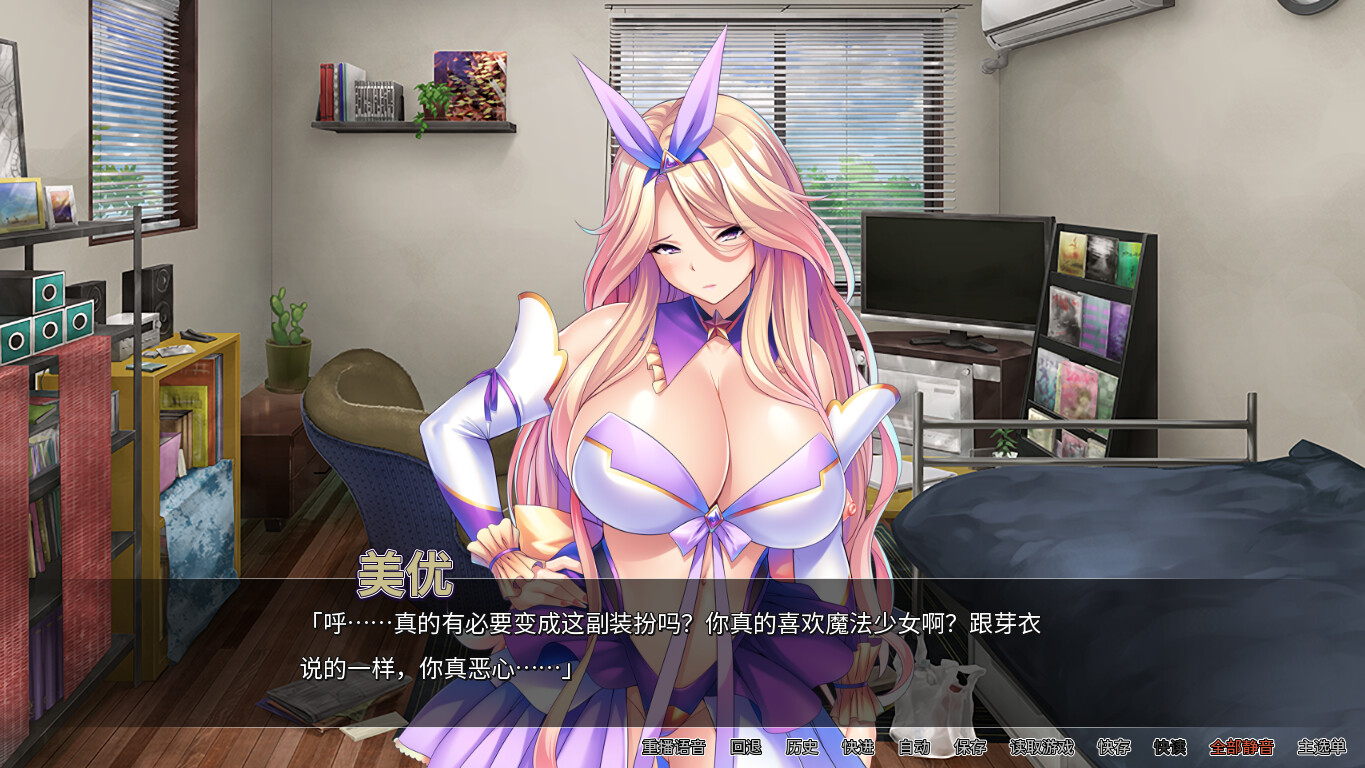 美优
「呼……真的有必要变成这副装扮吗？你真的喜欢魔法少女啊？跟芽衣
说的一样，你真恶心……」
重播语音 回退 历史 快进 自动 保存 读取游戏 快存 快读 全部静音 主选单